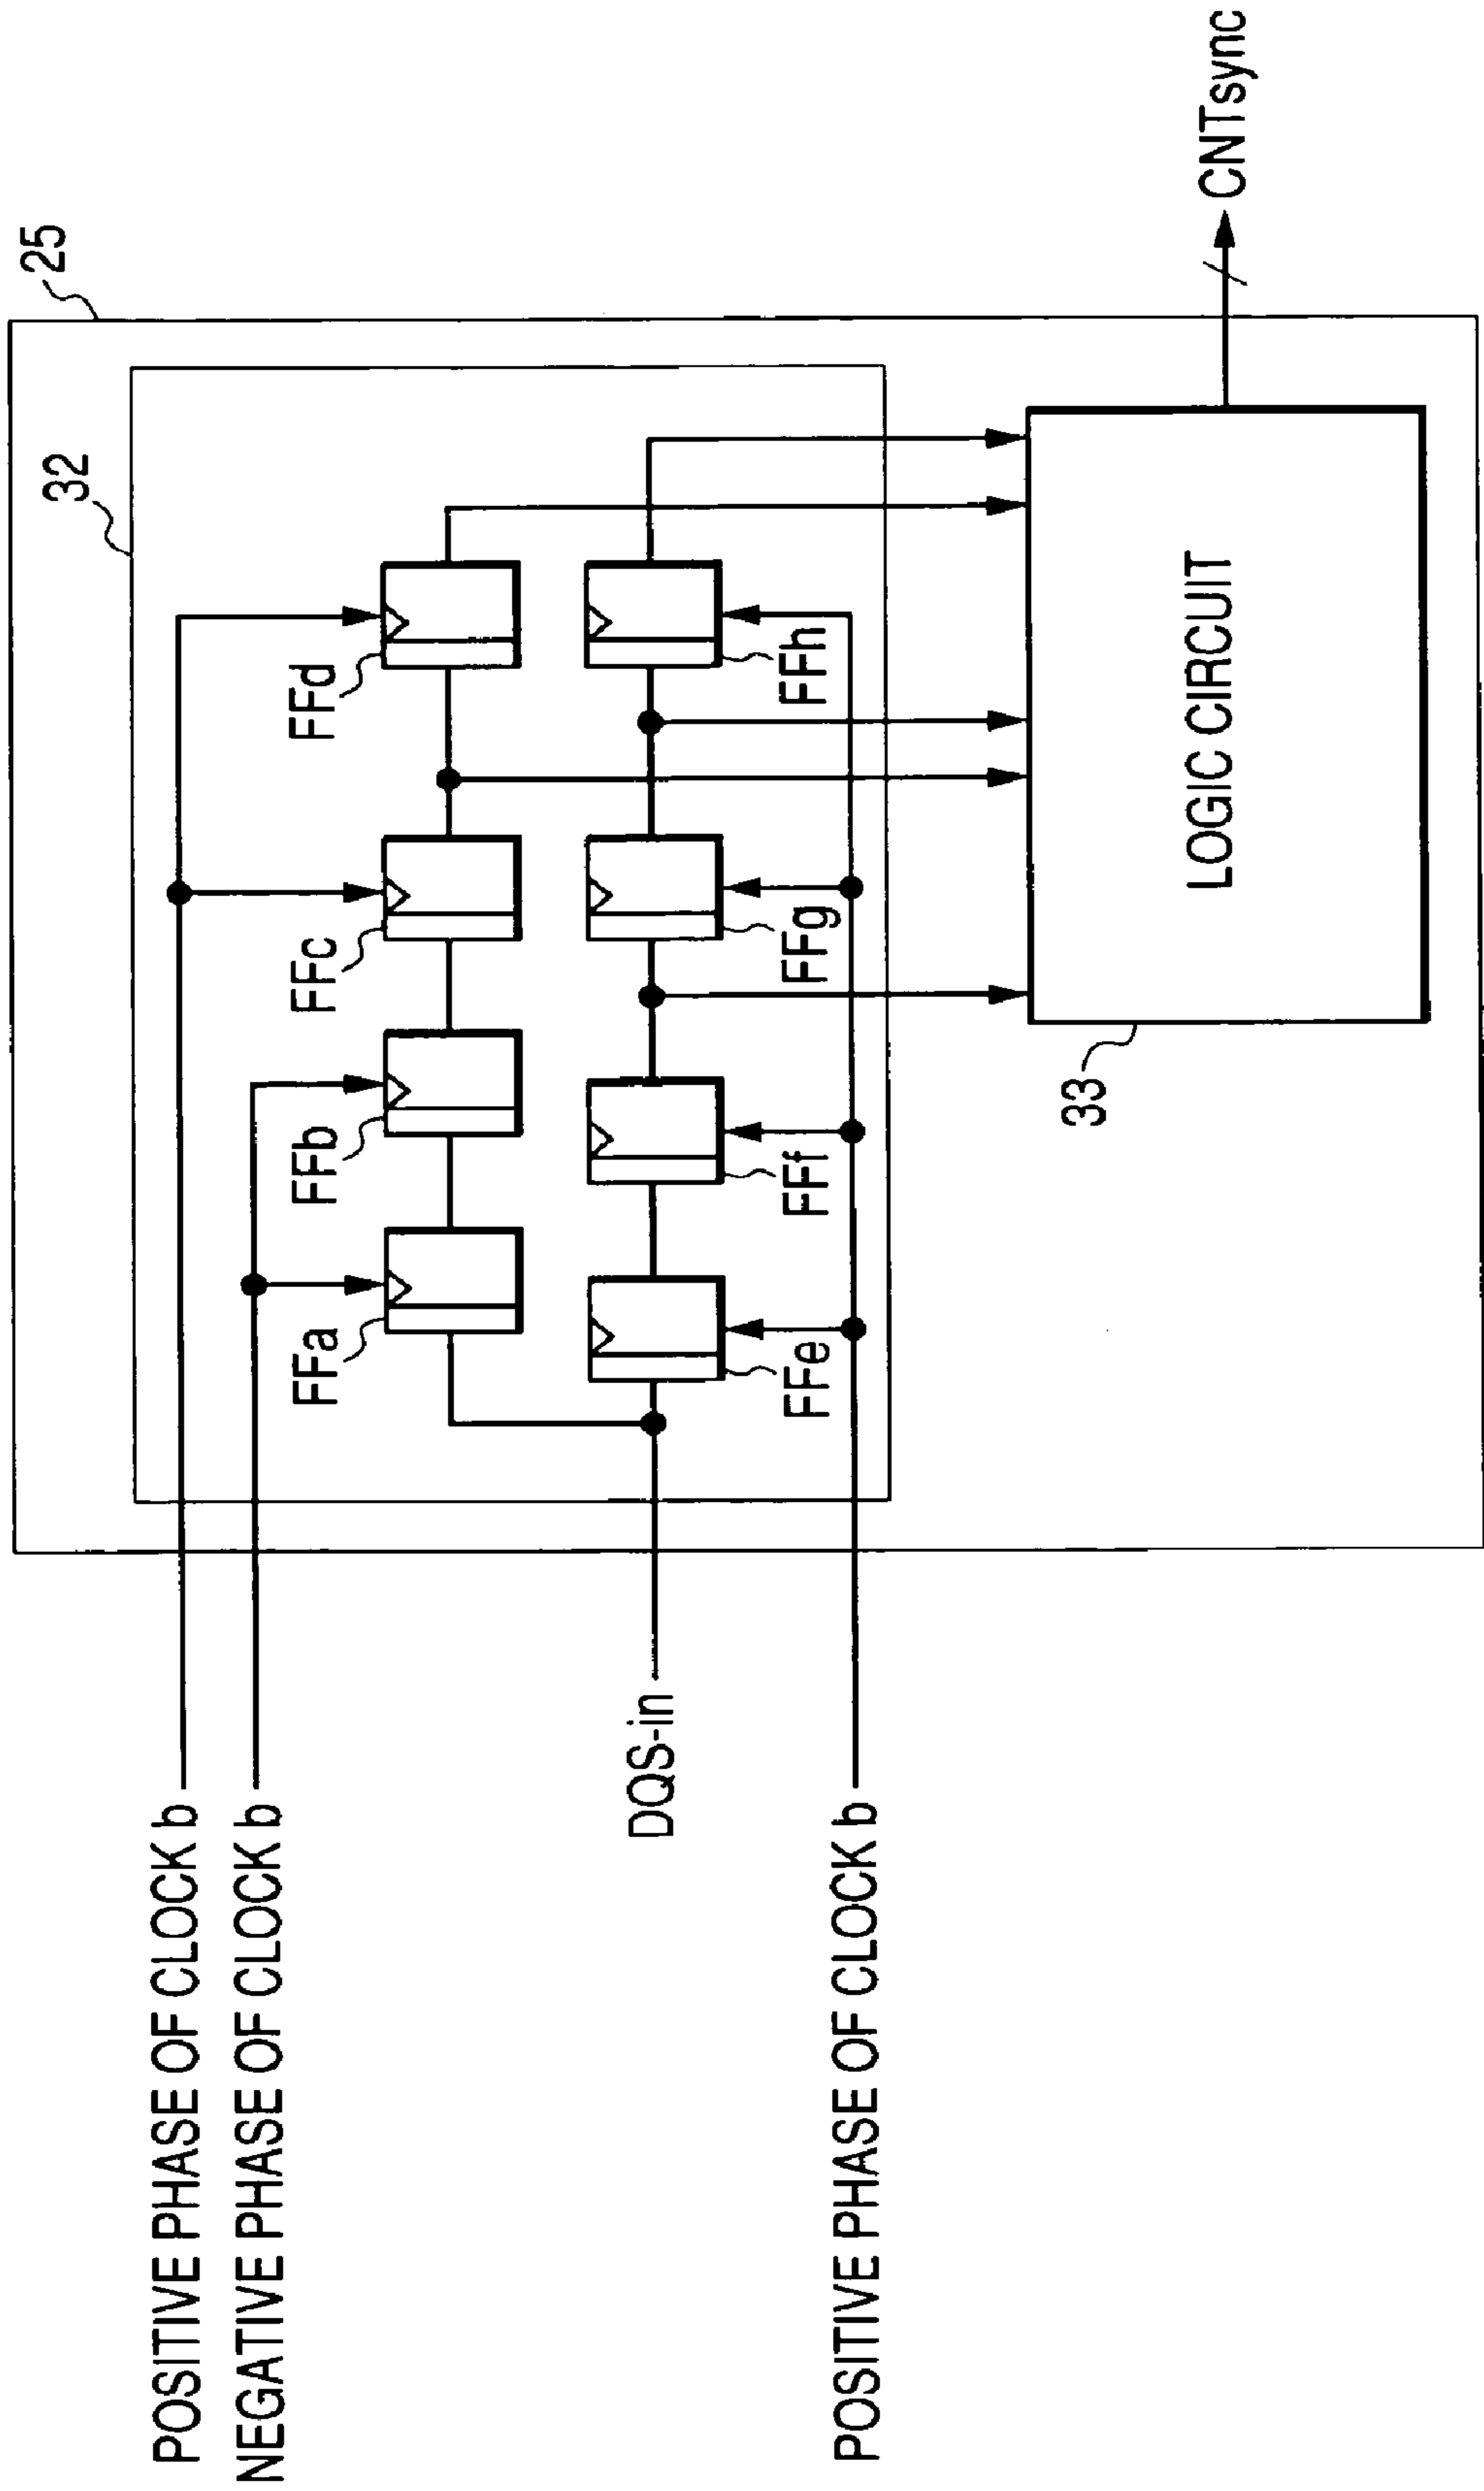 25
32
POSITIVE PHASE OF CLOCK b
NEGATIVE PHASE OF CLOCK b
FFa
FFb
FFc
FFd
DQS-in
FFe
FFf
FFg
FFh
POSITIVE PHASE OF CLOCK b
33
LOGIC CIRCUIT
CNTsync